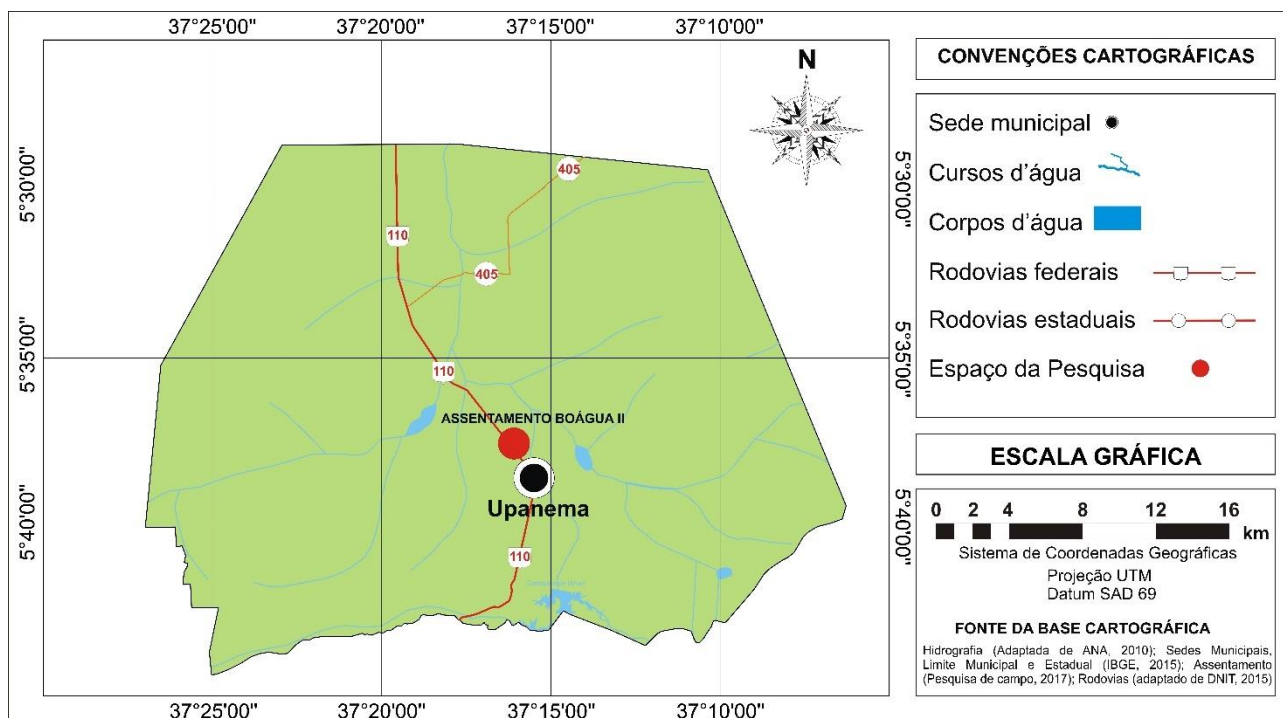 37°25'00" 37°20'00" 37°15'00" 37°10'00"
N
5°30'00"
5°35'00"
5°40'00"
405
110
405
110
ASSENTAMENTO BOÁGUA II
Upanema
110
5°30'00"
5°35'00"
5°40'00"
37°25'00" 37°20'00" 37°15'00" 37°10'00"
CONVENÇÕES CARTOGRÁFICAS
Sede municipal
Cursos d'água
Corpos d'água
Rodovias federais
Rodovias estaduais
Espaço da Pesquisa
ESCALA GRÁFICA
0 2 4 8 12 16
km
Sistema de Coordenadas Geográficas
Projeção UTM
Datum SAD 69
FONTE DA BASE CARTOGRÁFICA
Hidrografia (Adaptada de ANA, 2010); Sedes Municipais,
Limite Municipal e Estadual (IBGE, 2015); Assentamento
(Pesquisa de campo, 2017); Rodovias (adaptado de DNIT, 2015)